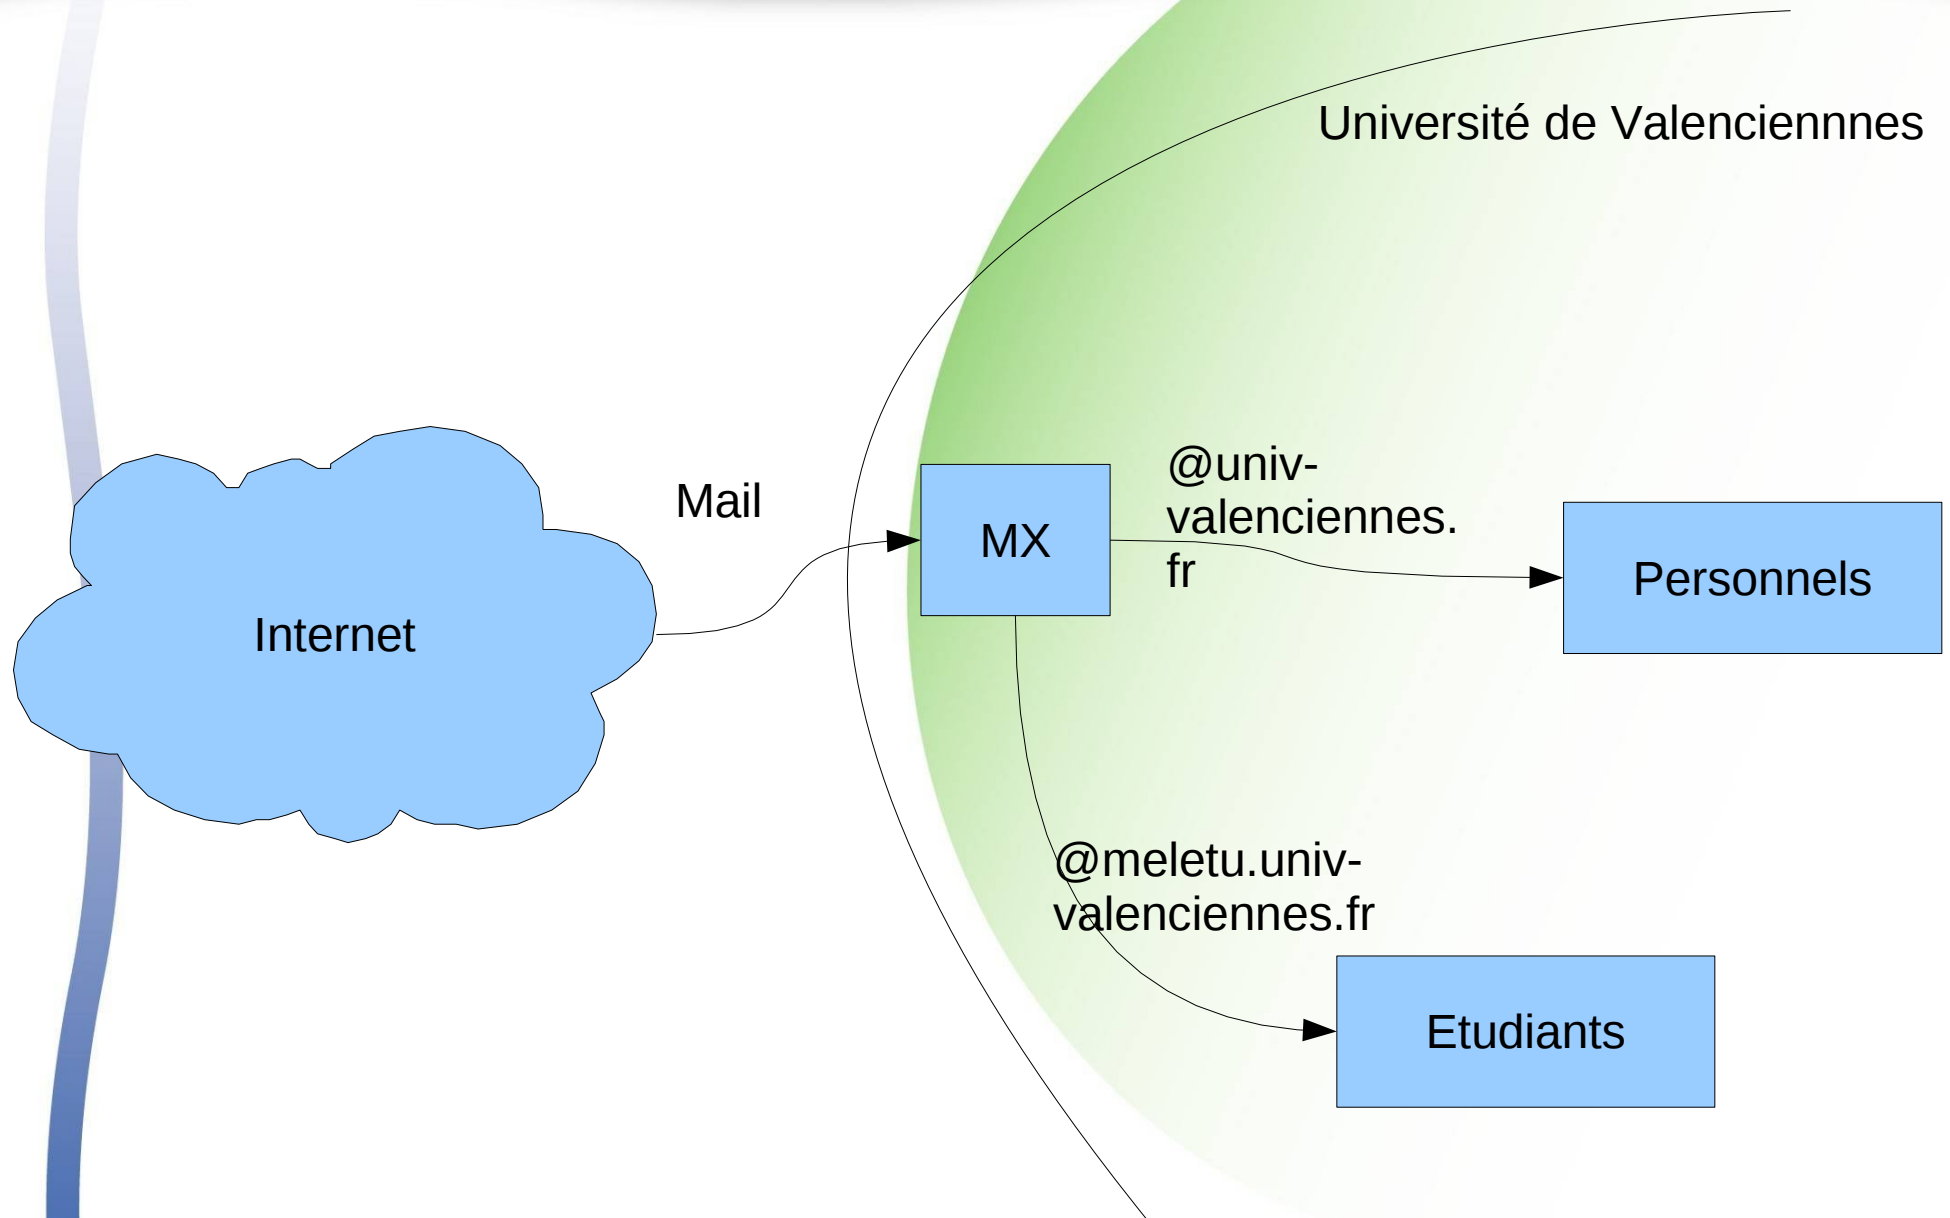 Université de Valenciennnes
Mail
@univ-
valenciennes.
fr
MX
Personnels
Internet
@meletu.univ-
valenciennes.fr
Etudiants